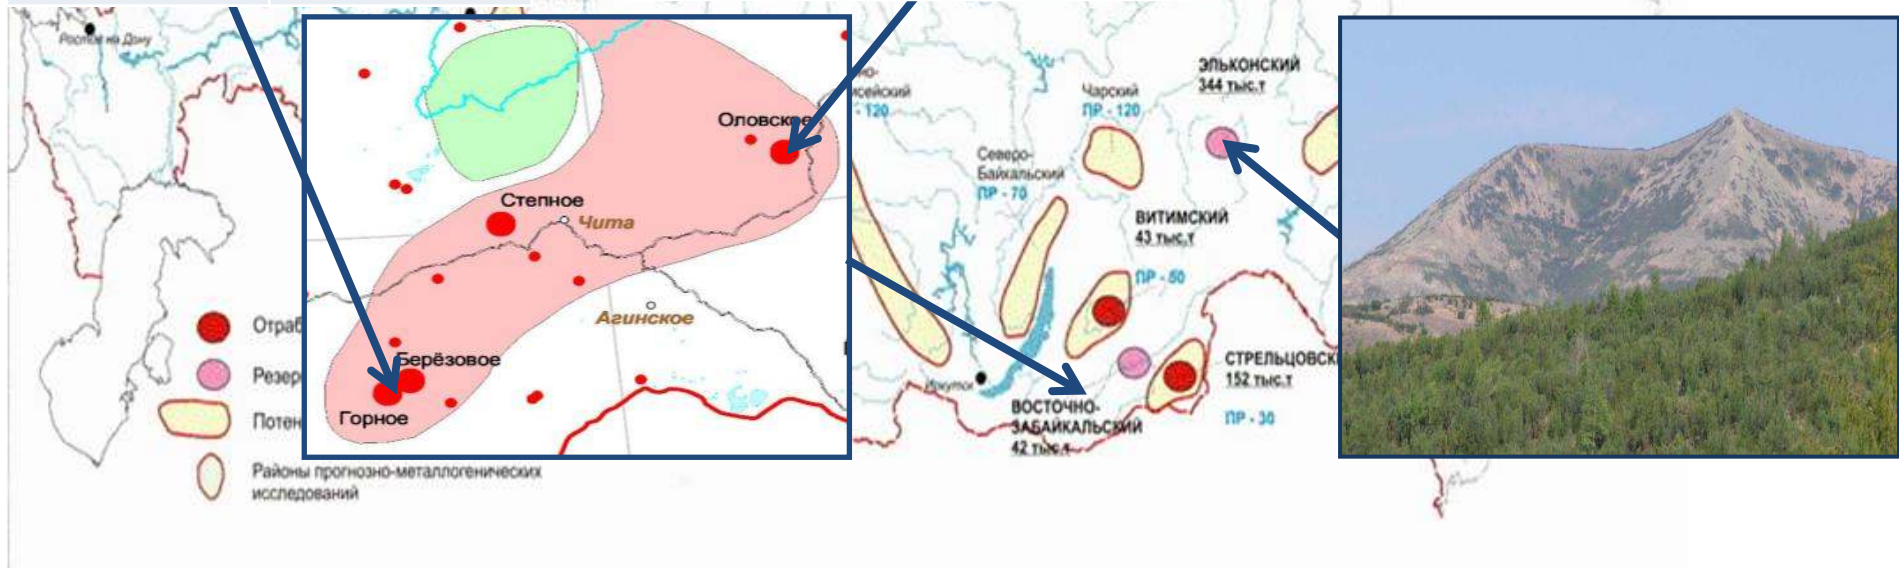 Ростов на Дону
Отраб
Резер
Потен
Районы прогнозно-металлогенических
исследований
Оловское
Степное
Чита
Агинское
Берёзовое
Горное
исейский
- 120
Чарский
ПР - 120
ЭЛЬКОНСКИЙ
344 тыс.т
Северо-
Байкальский
ПР - 70
ВИТИМСКИЙ
43 тыс.т
ПР - 50
Иркутск
СТРЕЛЬЦОВСК
152 тыс.т
ПР - 30
ВОСТОЧНО-
ЗАБАЙКАЛЬСКИЙ
42 тыс.т